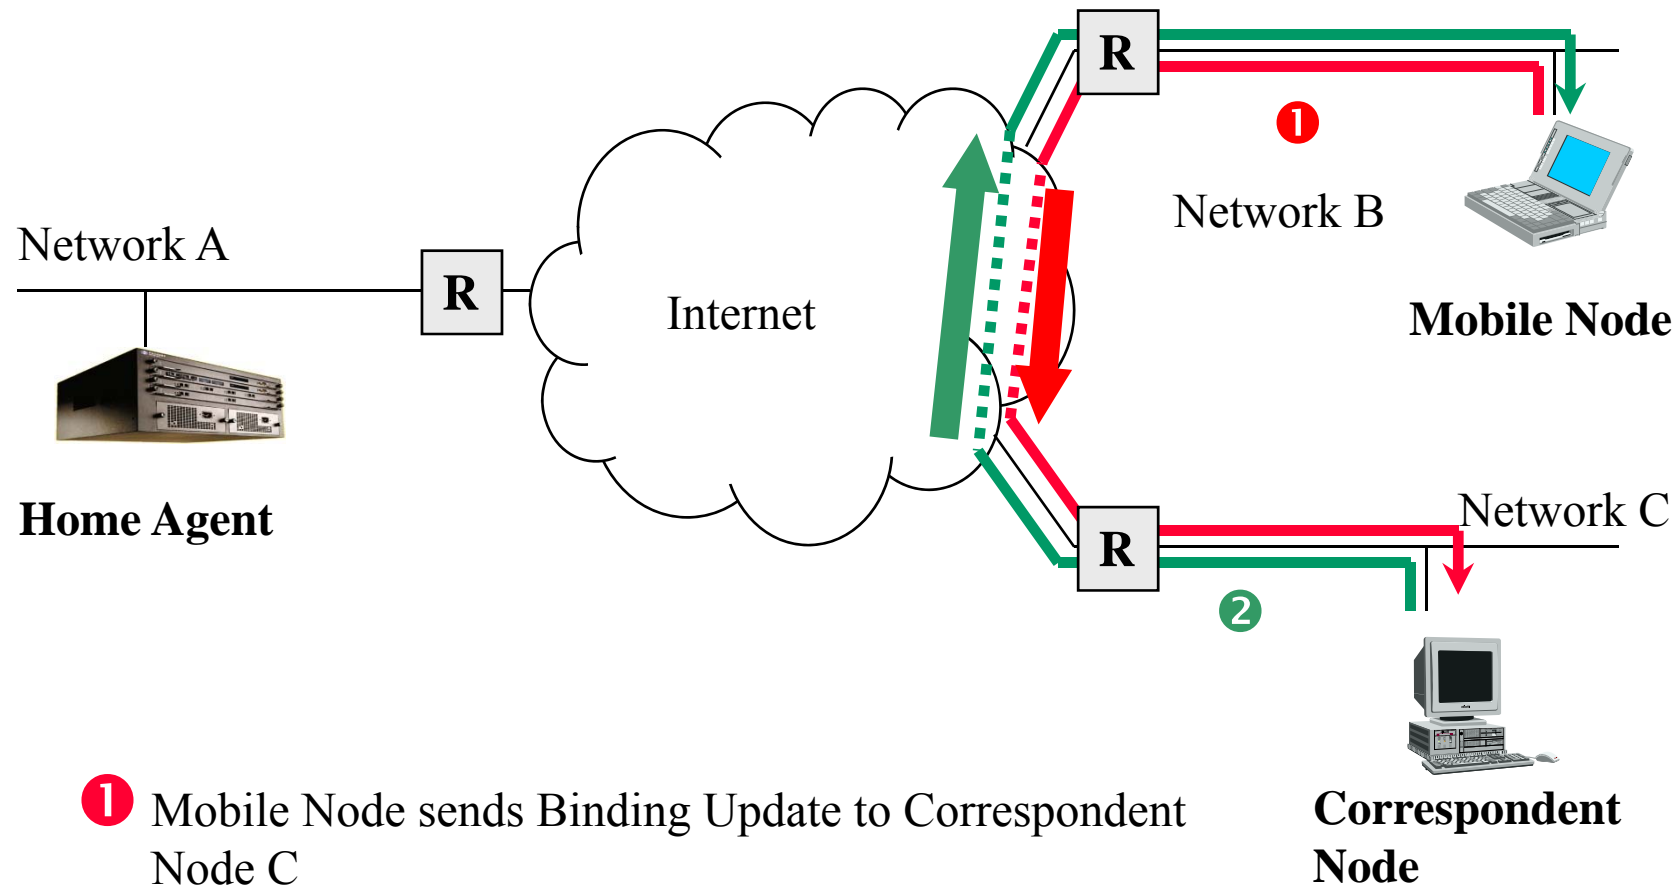 R
1
Network B
Network A
R
Internet
Mobile Node
Home Agent
Network C
R
2
1 Mobile Node sends Binding Update to Correspondent
Node C
Correspondent
Node